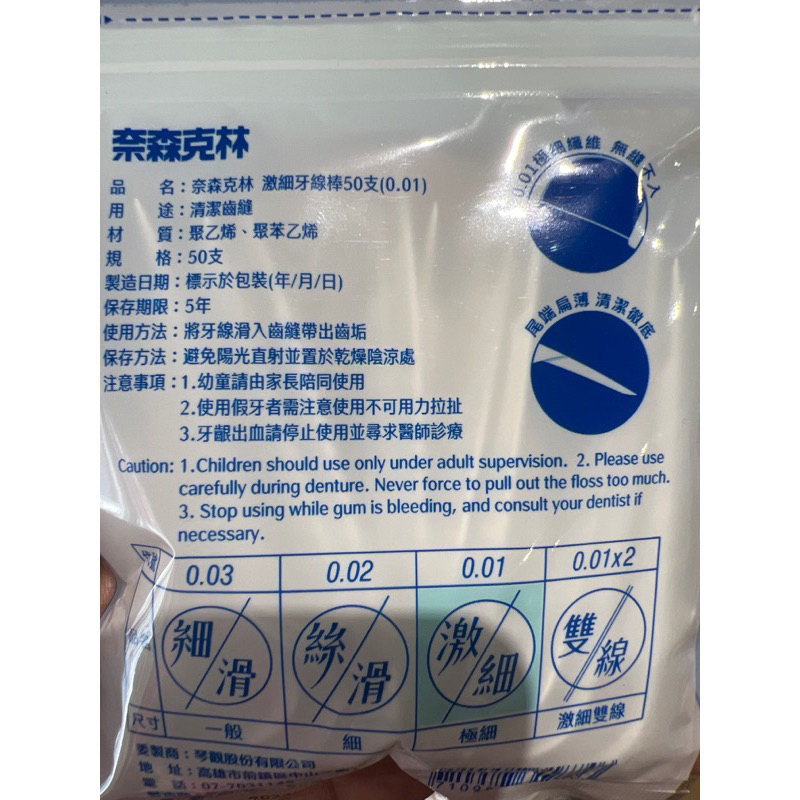 奈森克林
品　　名：奈森克林 激細牙線棒50支(0.01)
用　　途：清潔齒縫
材　　質：聚乙烯、聚苯乙烯
規　　格：50支
製造日期：標示於包裝(年/月/日)
保存期限：5年
使用方法：將牙線滑入齒縫帶出齒垢
保存方法：避免陽光直射並置於乾燥陰涼處
注意事項：1.幼童請由家長陪同使用
2.使用假牙者需注意使用不可用力拉扯
3.牙齦出血請停止使用並尋求醫師診療
0.01極細纖維 無縫不入
尾端扁薄 清潔徹底
Caution: 1.Children should use only under adult supervision. 2. Please use
carefully during denture. Never force to pull out the floss too much.
3. Stop using while gum is bleeding, and consult your dentist if
necessary.
0.03 0.02 0.01 0.01x2
細滑 絲滑 激細 雙線
尺寸 一般 細 極細 激細雙線
委製商：琴觀股份有限公司
地　址：高雄市前鎮區中山
電　話：07-7631